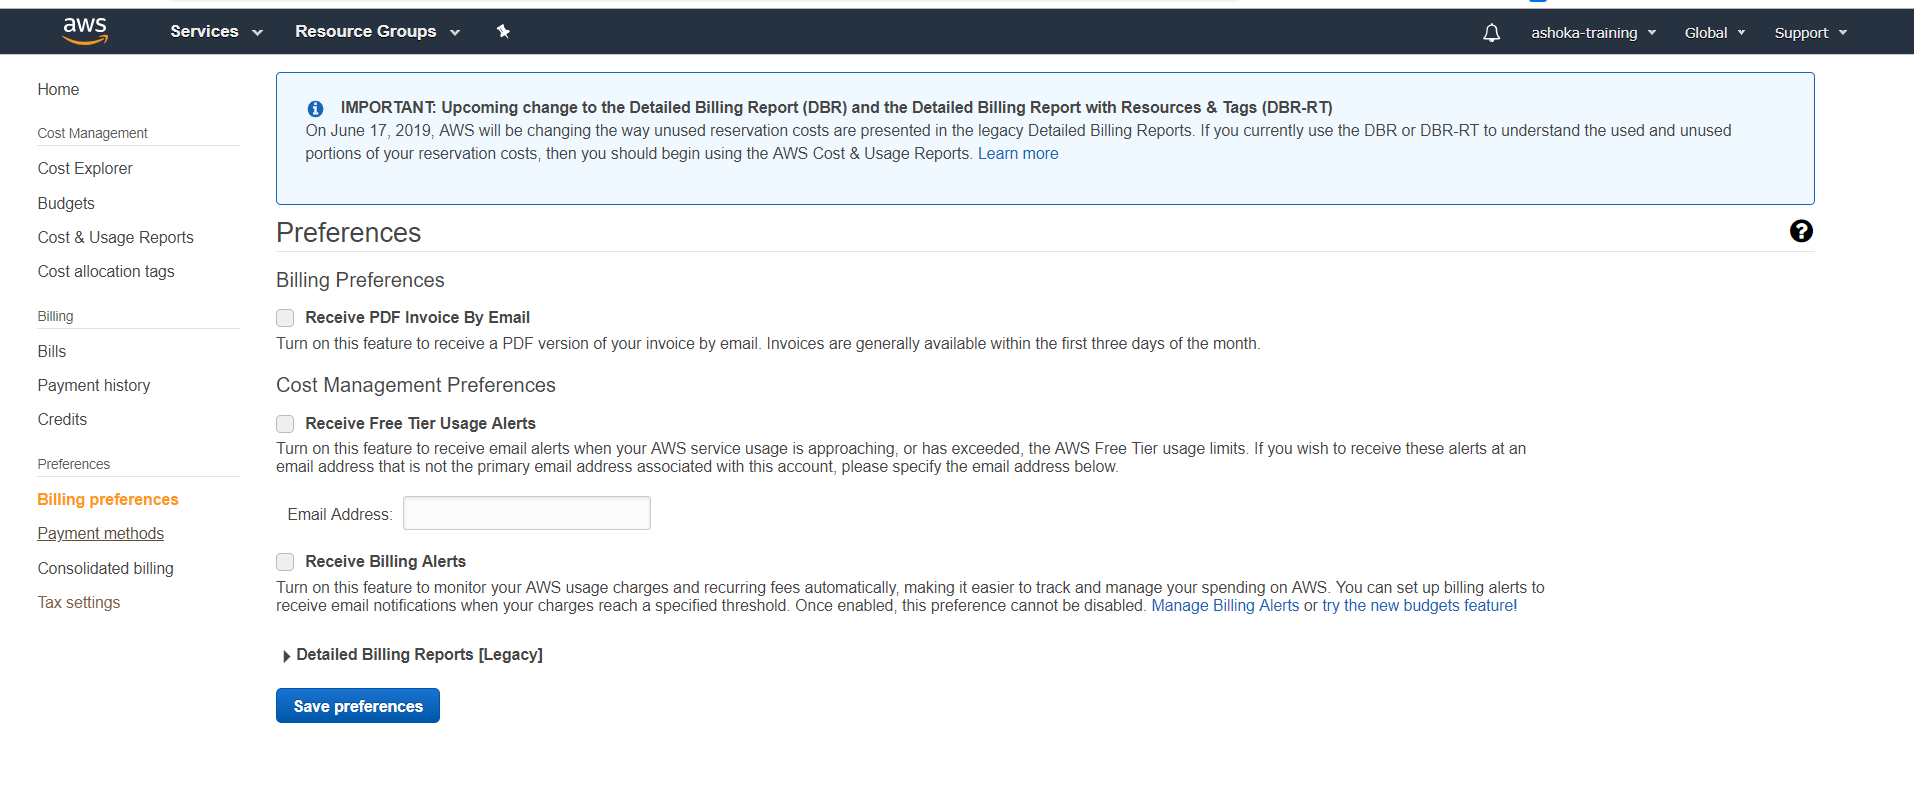 aws
Services
Resource Groups
ashoka-training
Global
Support
Home
Cost Management
Cost Explorer
Budgets
Cost & Usage Reports
Cost allocation tags
Billing
Bills
Payment history
Credits
Preferences
Billing preferences
Payment methods
Consolidated billing
Tax settings
IMPORTANT: Upcoming change to the Detailed Billing Report (DBR) and the Detailed Billing Report with Resources & Tags (DBR-RT)
On June 17, 2019, AWS will be changing the way unused reservation costs are presented in the legacy Detailed Billing Reports. If you currently use the DBR or DBR-RT to understand the used and unused
portions of your reservation costs, then you should begin using the AWS Cost & Usage Reports. Learn more
Preferences
Billing Preferences
Receive PDF Invoice By Email
Turn on this feature to receive a PDF version of your invoice by email. Invoices are generally available within the first three days of the month.
Cost Management Preferences
Receive Free Tier Usage Alerts
Turn on this feature to receive email alerts when your AWS service usage is approaching, or has exceeded, the AWS Free Tier usage limits. If you wish to receive these alerts at an
email address that is not the primary email address associated with this account, please specify the email address below.
Email Address:
Receive Billing Alerts
Turn on this feature to monitor your AWS usage charges and recurring fees automatically, making it easier to track and manage your spending on AWS. You can set up billing alerts to
receive email notifications when your charges reach a specified threshold. Once enabled, this preference cannot be disabled. Manage Billing Alerts or try the new budgets feature!
Detailed Billing Reports [Legacy]
Save preferences